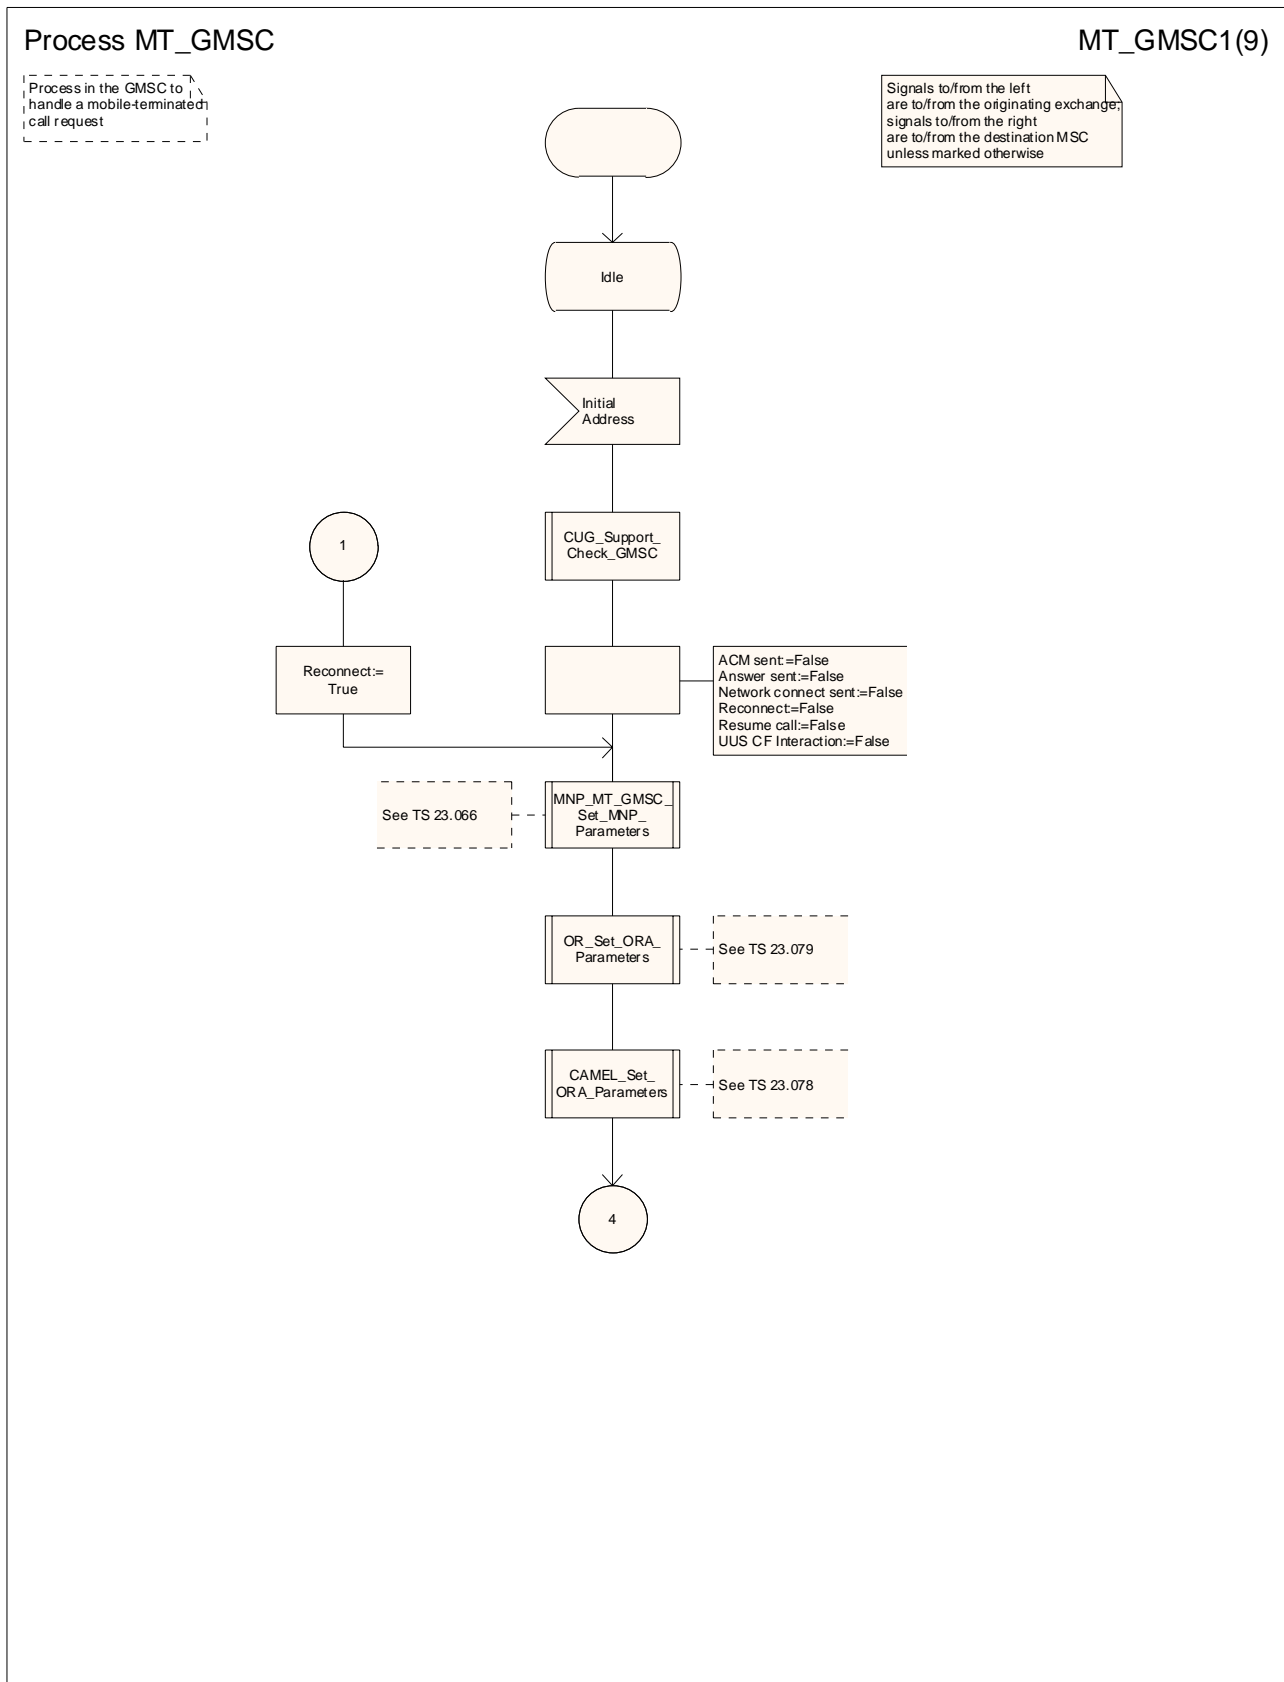 Process MT_GMSC
MT_GMSC1(9)
Process in the GMSC to
handle a mobile-terminated
call request
Signals to/from the left
are to/from the originating exchange;
signals to/from the right
are to/from the destination MSC
unless marked otherwise
Idle
Initial
Address
CUG_Support_
Check_GMSC
1
Reconnect:=
True
ACM sent:=False
Answer sent:=False
Network connect sent:=False
Reconnect:=False
Resume call:=False
UUS CF Interaction:=False
See TS 23.066
MNP_MT_GMSC_
Set_MNP_
Parameters
OR_Set_ORA_
Parameters
See TS 23.079
CAMEL_Set_
ORA_Parameters
See TS 23.078
4